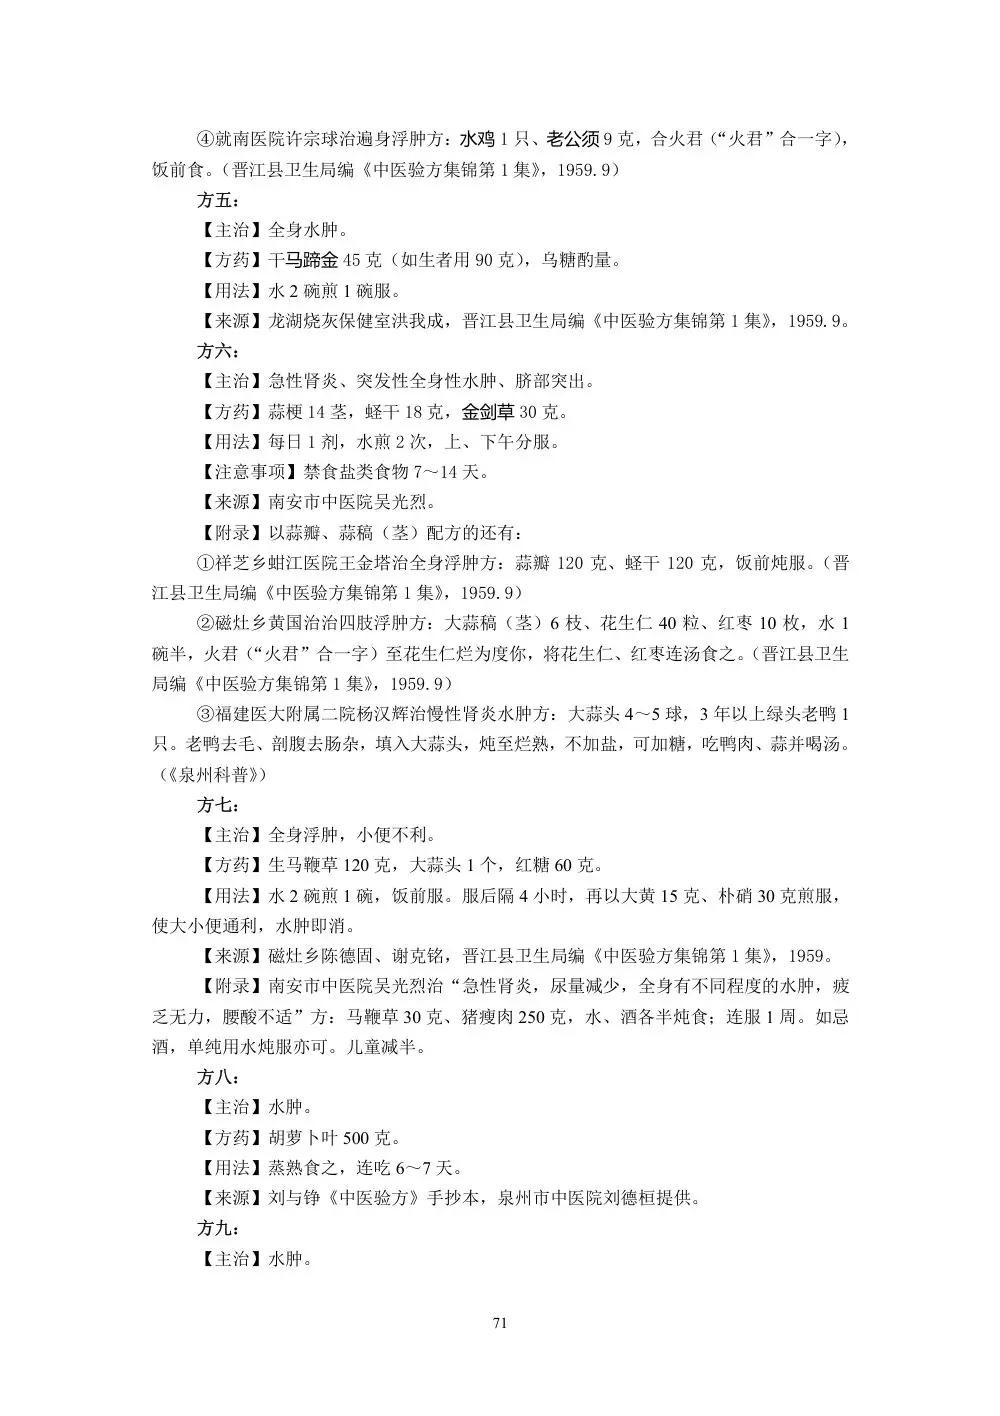 ④就南医院许宗球治遍身浮肿方：水鸡 1 只、老公须 9 克，合火君（“火君”合一字），
饭前食。（晋江县卫生局编《中医验方集锦第 1 集》，1959.9）
方五：
【主治】全身水肿。
【方药】干马蹄金 45 克（如生者用 90 克），乌糖酌量。
【用法】水 2 碗煎 1 碗服。
【来源】龙湖烧灰保健室洪我成，晋江县卫生局编《中医验方集锦第 1 集》，1959.9。
方六：
【主治】急性肾炎、突发性全身性水肿、脐部突出。
【方药】蒜梗 14 茎，蛏干 18 克，金剑草 30 克。
【用法】每日 1 剂，水煎 2 次，上、下午分服。
【注意事项】禁食盐类食物 7～14 天。
【来源】南安市中医院吴光烈。
【附录】以蒜瓣、蒜稿（茎）配方的还有：
①祥芝乡蚶江医院王金塔治全身浮肿方：蒜瓣 120 克、蛏干 120 克，饭前炖服。（晋
江县卫生局编《中医验方集锦第 1 集》，1959.9）
②磁灶乡黄国治治四肢浮肿方：大蒜稿（茎）6 枝、花生仁 40 粒、红枣 10 枚，水 1
碗半，火君（“火君”合一字）至花生仁烂为度你，将花生仁、红枣连汤食之。（晋江县卫生
局编《中医验方集锦第 1 集》，1959.9）
③福建医大附属二院杨汉辉治慢性肾炎水肿方：大蒜头 4～5 球，3 年以上绿头老鸭 1
只。老鸭去毛、剖腹去肠杂，填入大蒜头，炖至烂熟，不加盐，可加糖，吃鸭肉、蒜并喝汤。
（《泉州科普》）
方七：
【主治】全身浮肿，小便不利。
【方药】生马鞭草 120 克，大蒜头 1 个，红糖 60 克。
【用法】水 2 碗煎 1 碗，饭前服。服后隔 4 小时，再以大黄 15 克、朴硝 30 克煎服，
使大小便通利，水肿即消。
【来源】磁灶乡陈德固、谢克铭，晋江县卫生局编《中医验方集锦第 1 集》，1959。
【附录】南安市中医院吴光烈治“急性肾炎，尿量减少，全身有不同程度的水肿，疲
乏无力，腰酸不适”方：马鞭草 30 克、猪瘦肉 250 克，水、酒各半炖食；连服 1 周。如忌
酒，单纯用水炖服亦可。儿童减半。
方八：
【主治】水肿。
【方药】胡萝卜叶 500 克。
【用法】蒸熟食之，连吃 6～7 天。
【来源】刘与铮《中医验方》手抄本，泉州市中医院刘德桓提供。
方九：
【主治】水肿。
71